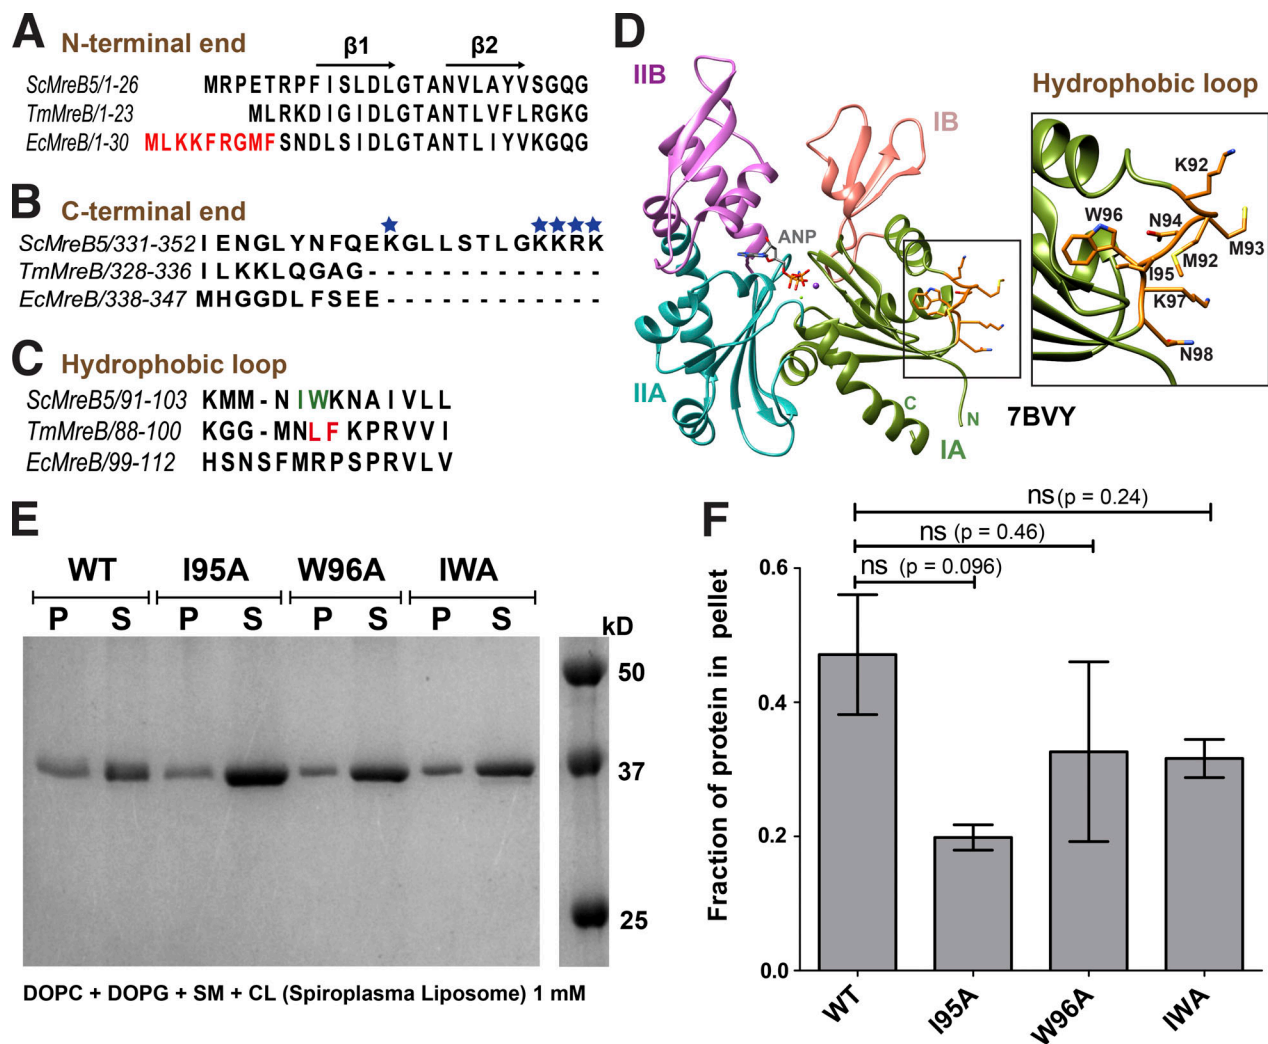 A N-terminal end
β1 β2
ScMreB5/1-26 MRPETRPFISLDLGTANVLAYVSGQG
TmMreB/1-23 MLRKDIGIDLGTANTLVFLRGKG
EcMreB/1-30 MLKKFRGMFSNDLSIDLGTANTLIYVKGQG
B C-terminal end
ScMreB5/331-352 IENGLYNFQEKGLLSTLGKKRK
TmMreB/328-336 ILKKLQGAG-------------
EcMreB/338-347 MHGGDLFSEE------------
C Hydrophobic loop
ScMreB5/91-103 KMM-NIWKNAIVLL
TmMreB/88-100 KGG-MNLFKPRVVI
EcMreB/99-112 HSNSFMRPSPRVLV
D
IIB
IB
ANP
IIA
C
N
IA
7BVY
Hydrophobic loop
K92
W96
N94
M93
M92
I95
K97
N98
E
WT I95A W96A IWA
P S P S P S P S
kD
50
37
25
DOPC + DOPG + SM + CL (Spiroplasma Liposome) 1 mM
F
ns (p = 0.24)
ns (p = 0.46)
ns (p = 0.096)
Fraction of protein in pellet
0.6
0.4
0.2
0.0
WT I95A W96A IWA